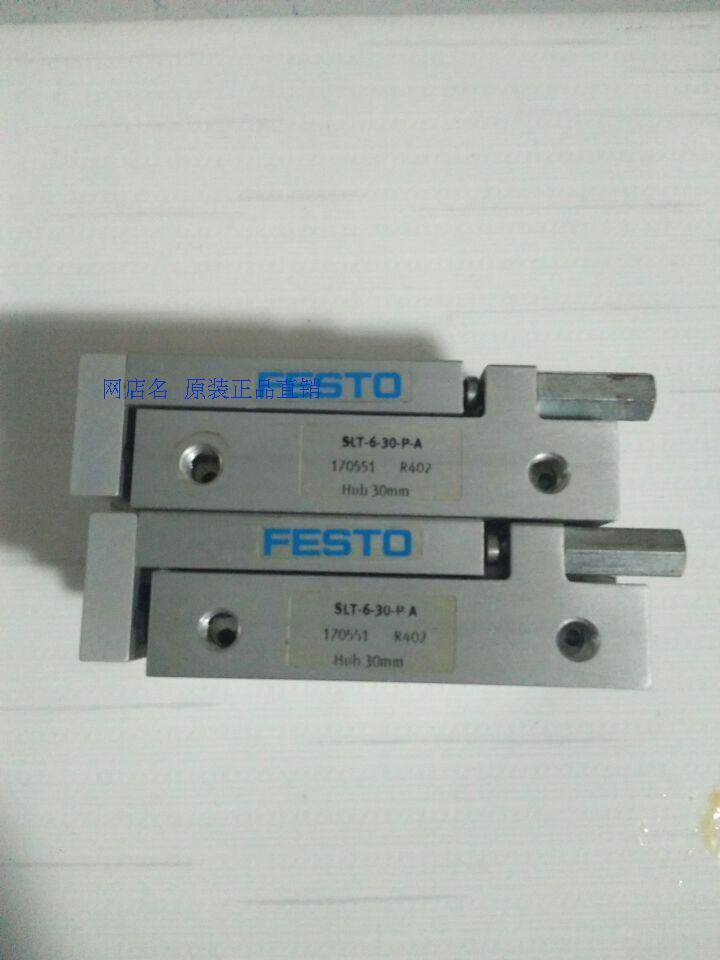 FESTO
网店名 原装正品直销
SLT-6-30-P-A
170551 R402
Hub 30mm
FESTO
SLT-6-30-P A
170551 R402
Hub 30mm